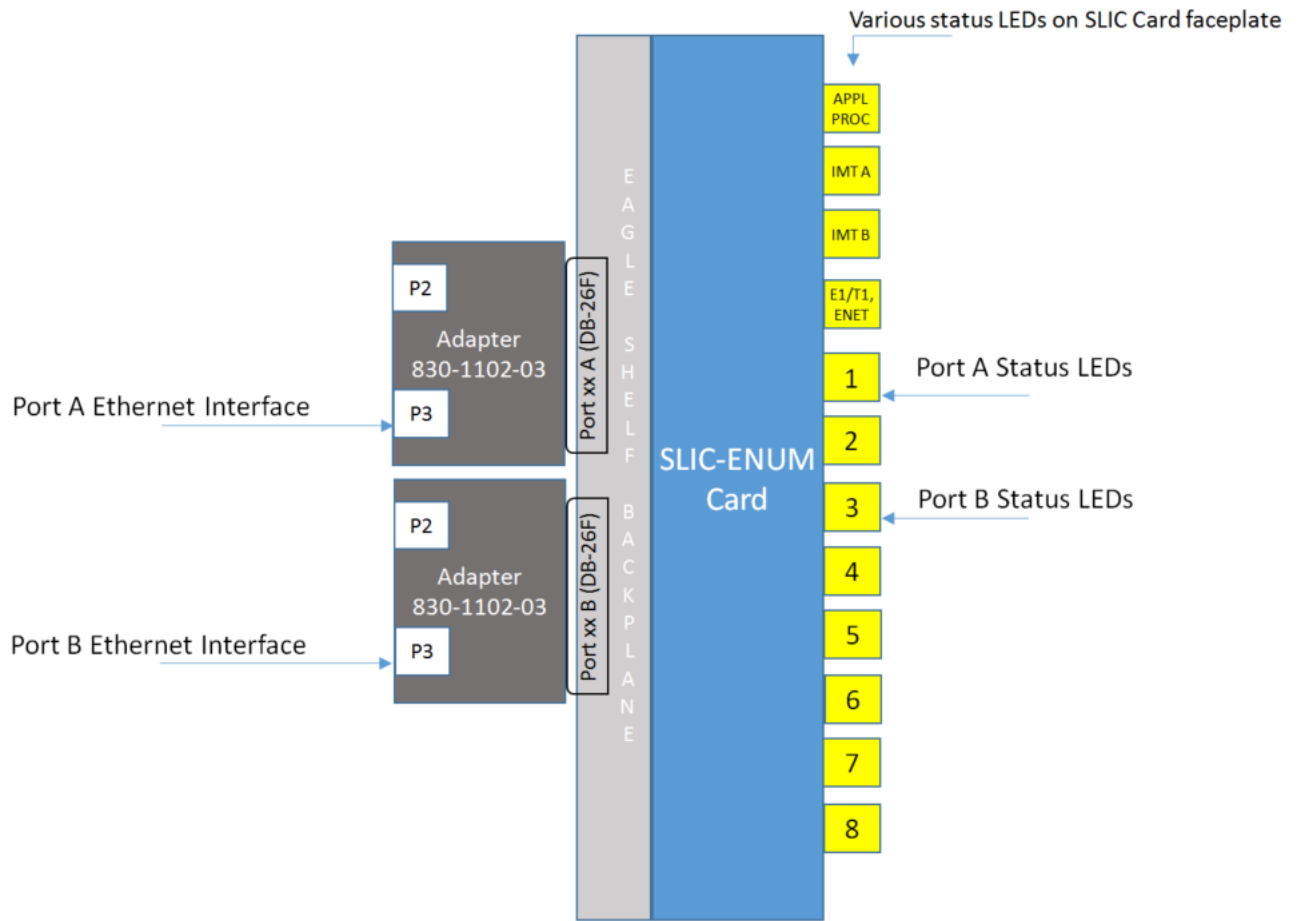 Various status LEDs on SLIC Card faceplate
APPL
PROC
IMT A
IMT B
E1/T1,
ENET
1
2
3
4
5
6
7
8
Port A Status LEDs
Port B Status LEDs
SLIC-ENUM
Card
EAGLE SHELF BACKPLANE
Port xx A (DB-26F)
Port xx B (DB-26F)
P2
Adapter
830-1102-03
P3
Port A Ethernet Interface
P2
Adapter
830-1102-03
P3
Port B Ethernet Interface